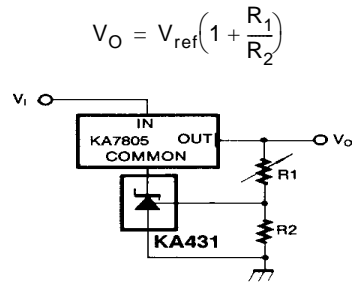 V_O = V_ref(1 + R_1/R_2)
V_I
IN
KA7805
OUT
V_O
COMMON
R1
KA431
R2